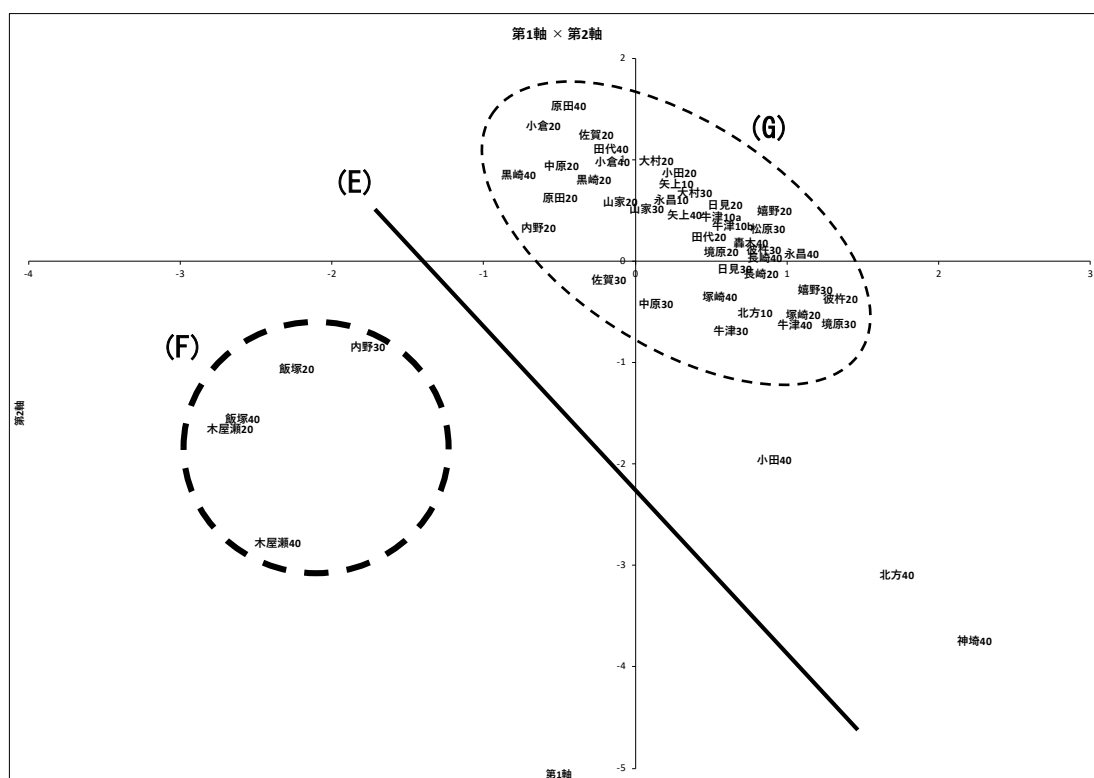 第1軸 × 第2軸
2
原田40
小倉20
佐賀20
(G)
田代40
小倉40
大村20
中原20
黒崎40
小田20
黒崎20
矢上10
(E)
大村30
原田20
山家20
永昌10
山家30
日見20
嬉野20
矢上40
牛津10a
牛津10b
松原30
内野20
田代20
轟木40
境原20
彼杵30
永昌40
長崎40
-4
-3
-2
-1
0
1
2
3
日見30
長崎20
佐賀30
嬉野30
塚崎40
彼杵20
中原30
北方10
塚崎20
牛津40
境原30
牛津30
(F)
内野30
-1
飯塚20
飯塚40
木屋瀬20
第2軸
-2
小田40
木屋瀬40
-3
北方40
神埼40
-4
-5
第1軸